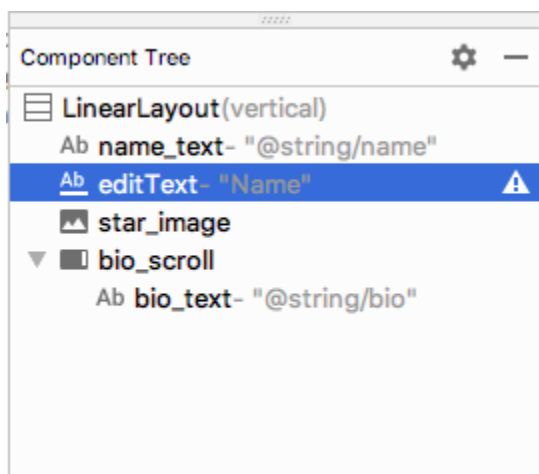 Component Tree
LinearLayout(vertical)
Ab name_text- "@string/name"
Ab editText- "Name"
star_image
bio_scroll
Ab bio_text- "@string/bio"